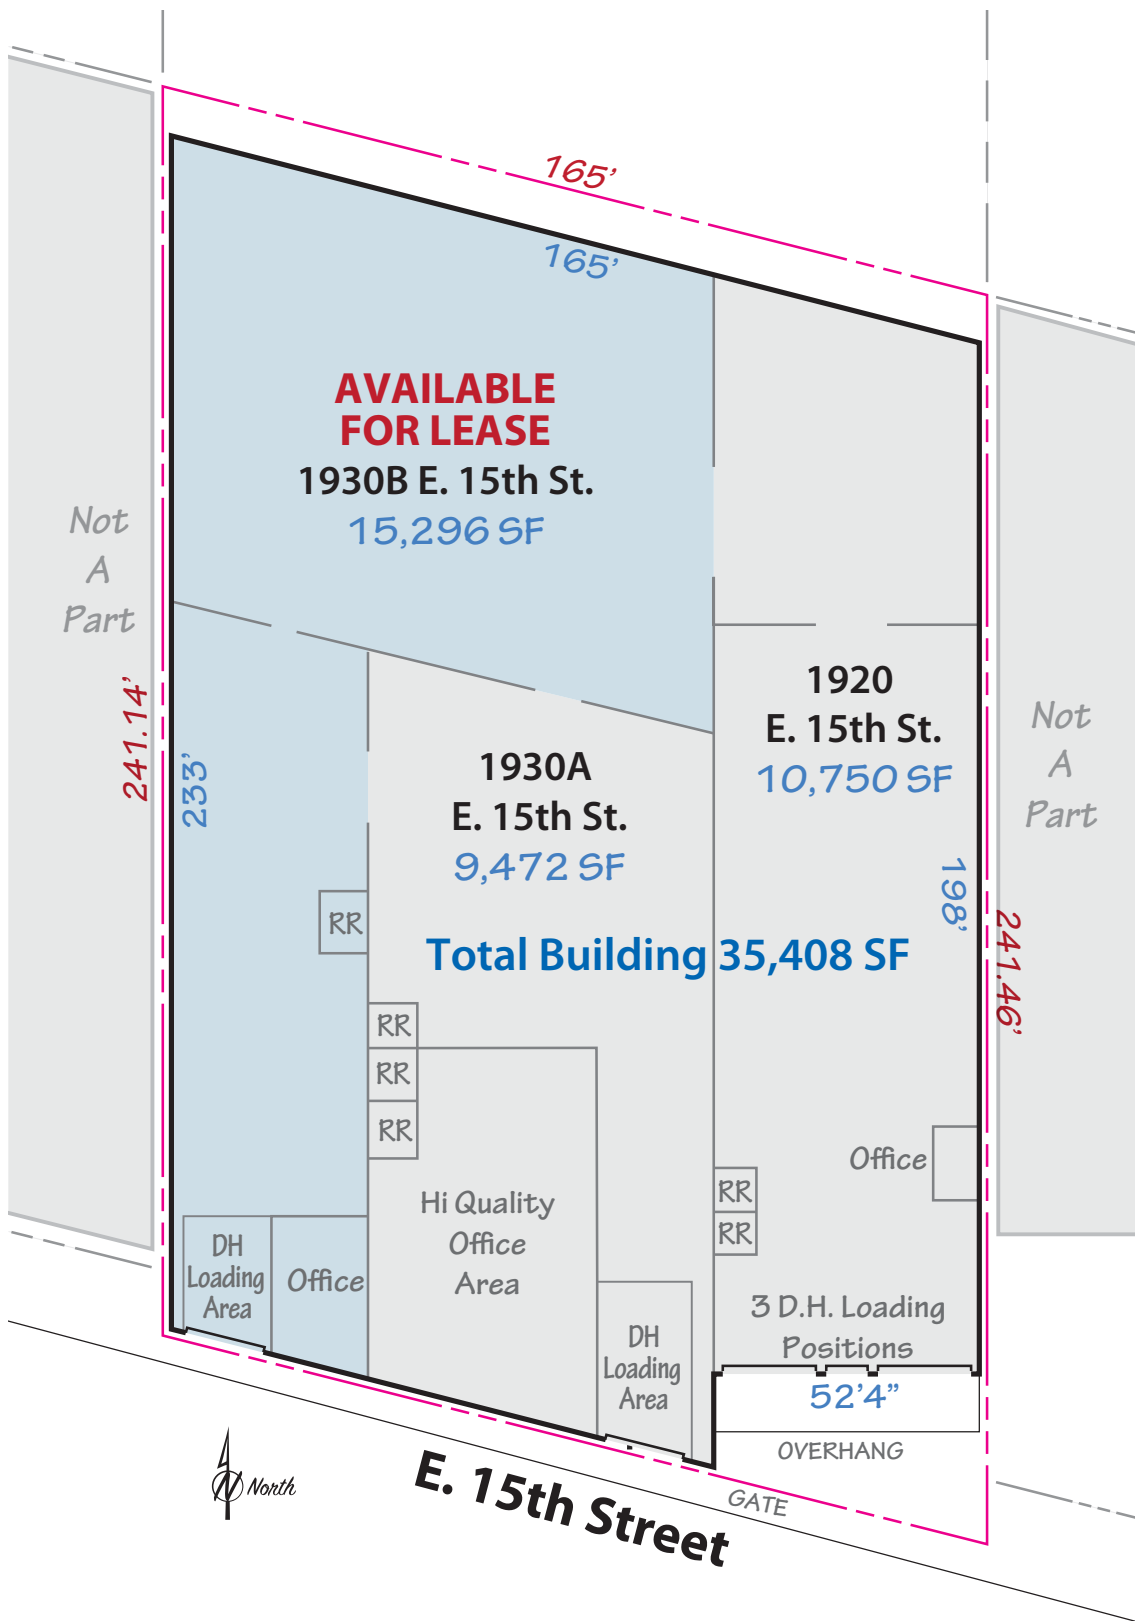 165’
165’
AVAILABLE
FOR LEASE
1930B E. 15th St.
15,296 SF
Not
A
Part
241.14’
233’
1920
E. 15th St.
10,750 SF
1930A
E. 15th St.
9,472 SF
Not
A
Part
198’
241.46’
Total Building 35,408 SF
RR
RR
RR
RR
Office
RR
RR
Hi Quality
Office
Area
DH
Loading
Area
Office
3 D.H. Loading
Positions
DH
Loading
Area
52’4”
OVERHANG
GATE
N North
E. 15th Street